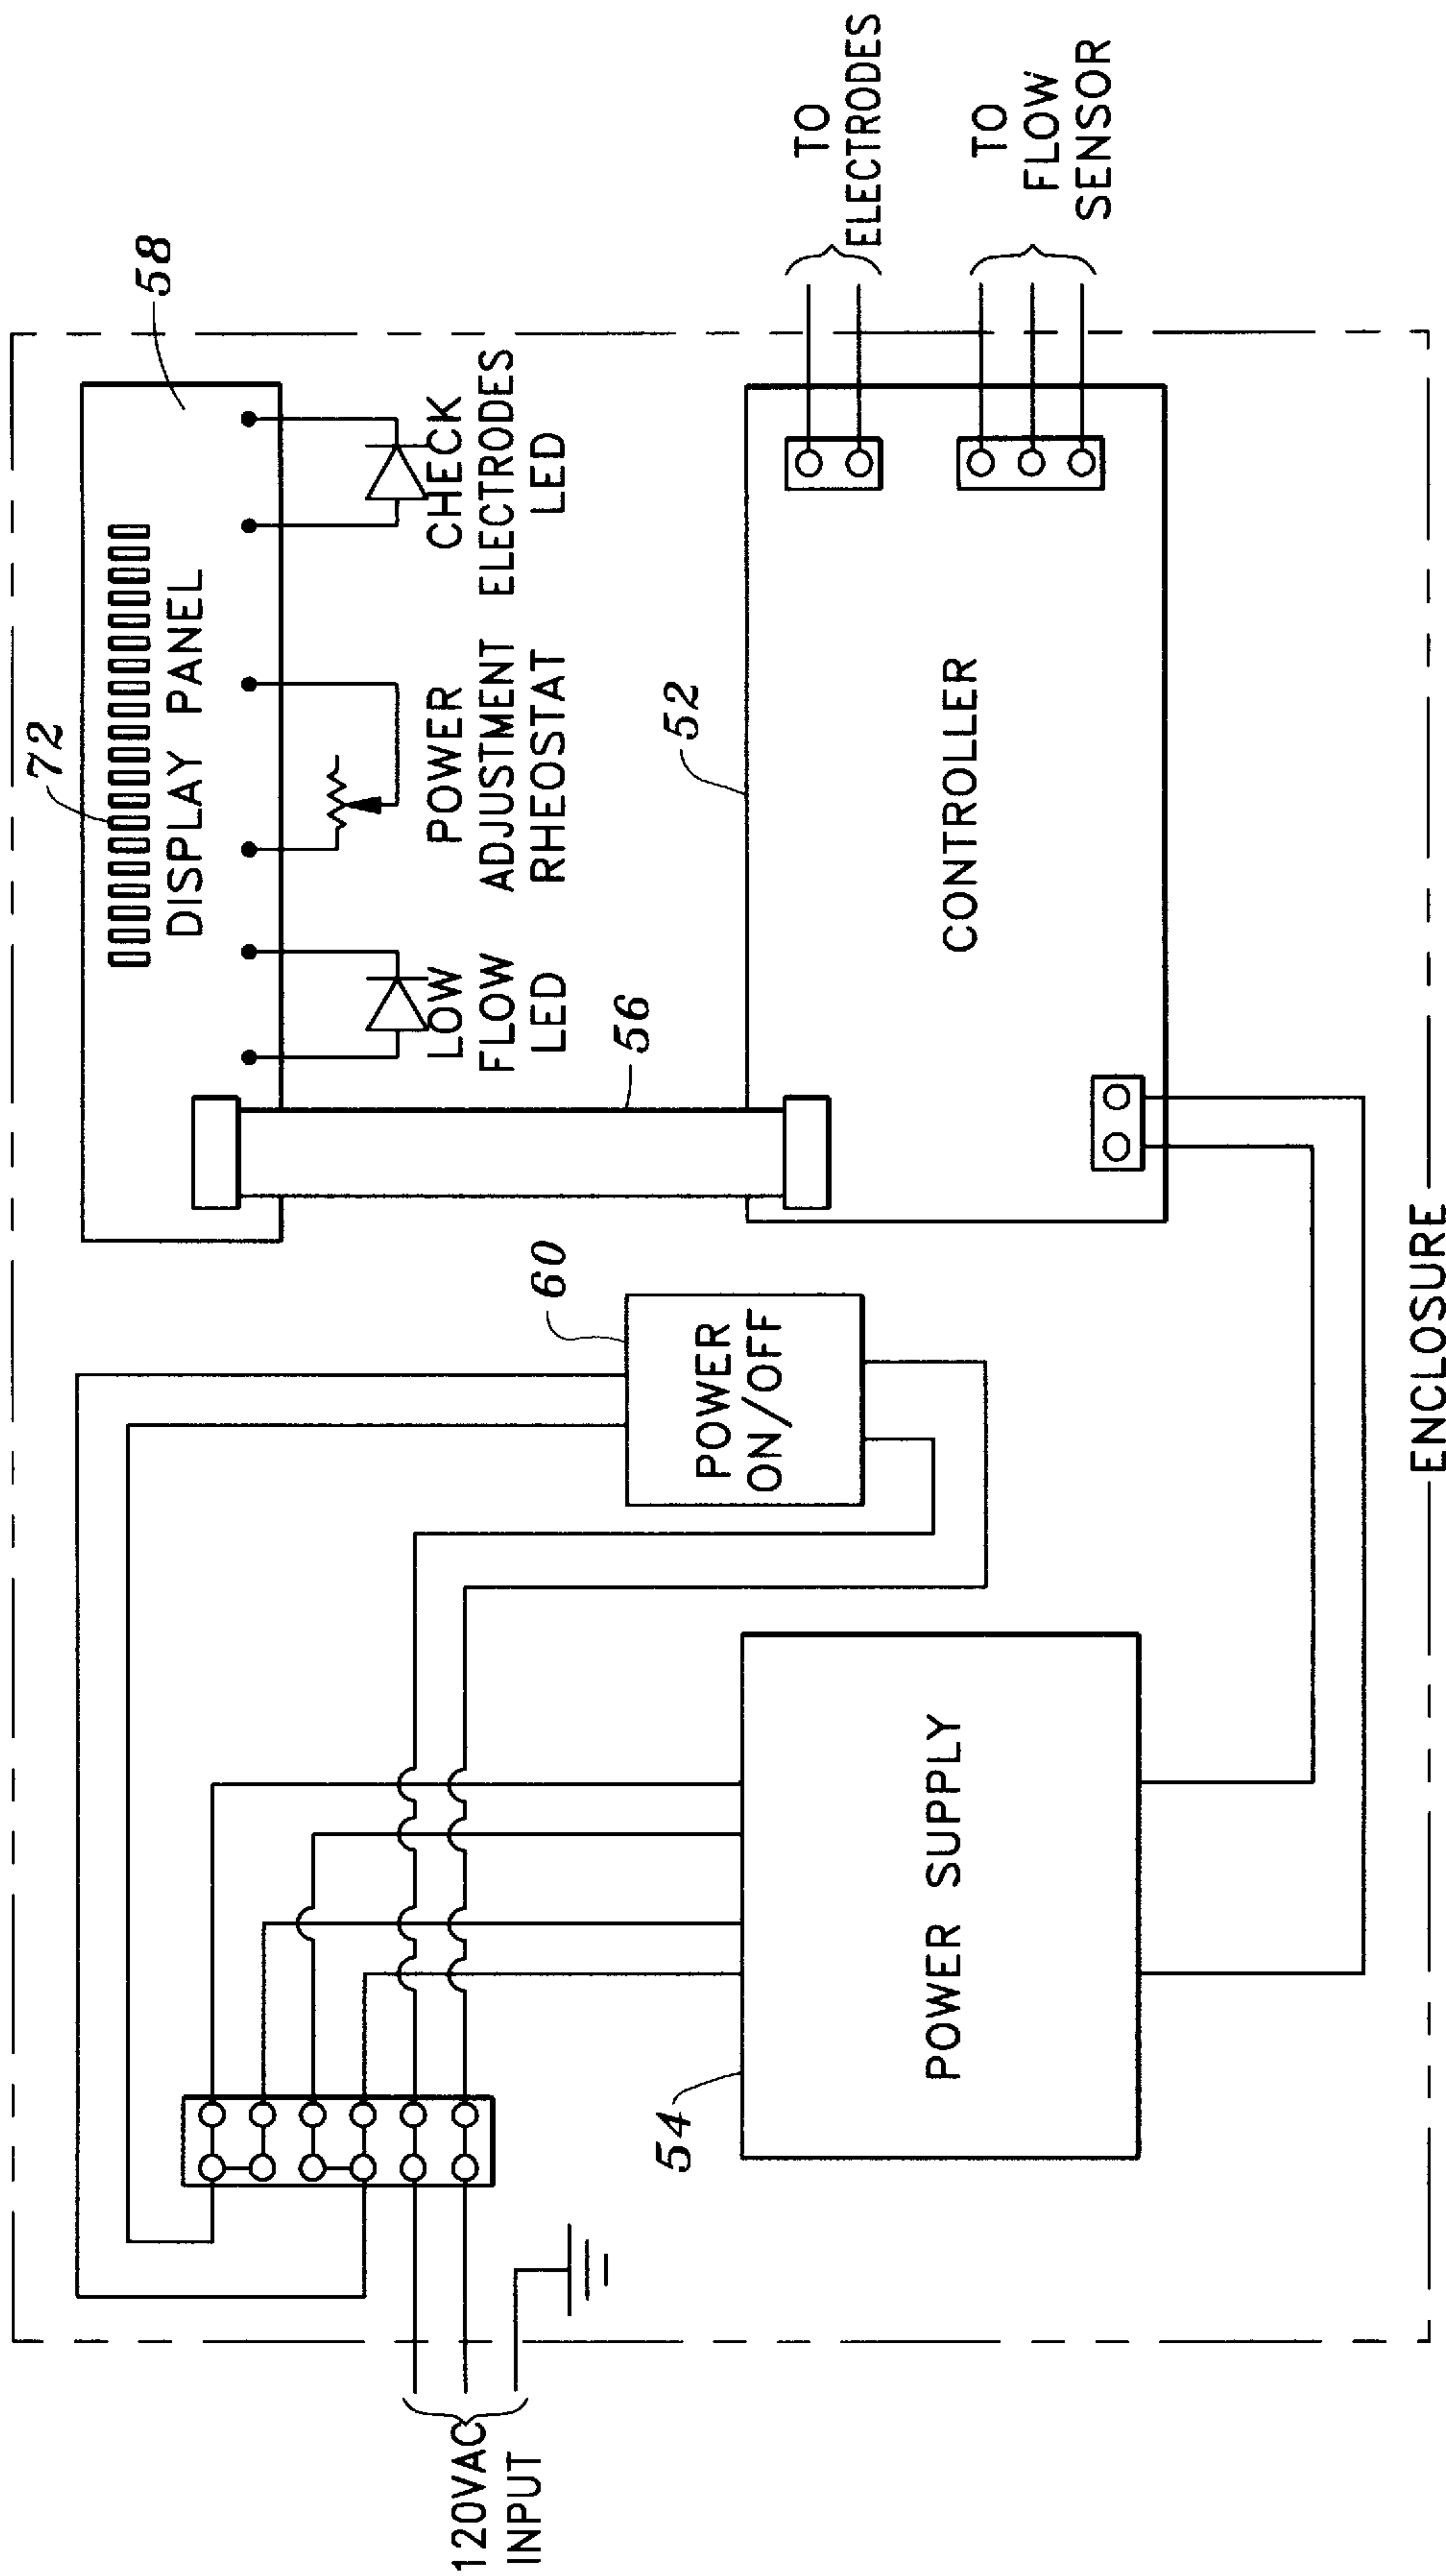 72
58
DISPLAY PANEL
LOW
FLOW
LED
POWER
ADJUSTMENT
RHEOSTAT
CHECK
ELECTRODES
LED
56
60
POWER
ON/OFF
52
CONTROLLER
TO
ELECTRODES
TO
FLOW
SENSOR
54
POWER SUPPLY
120VAC
INPUT
ENCLOSURE